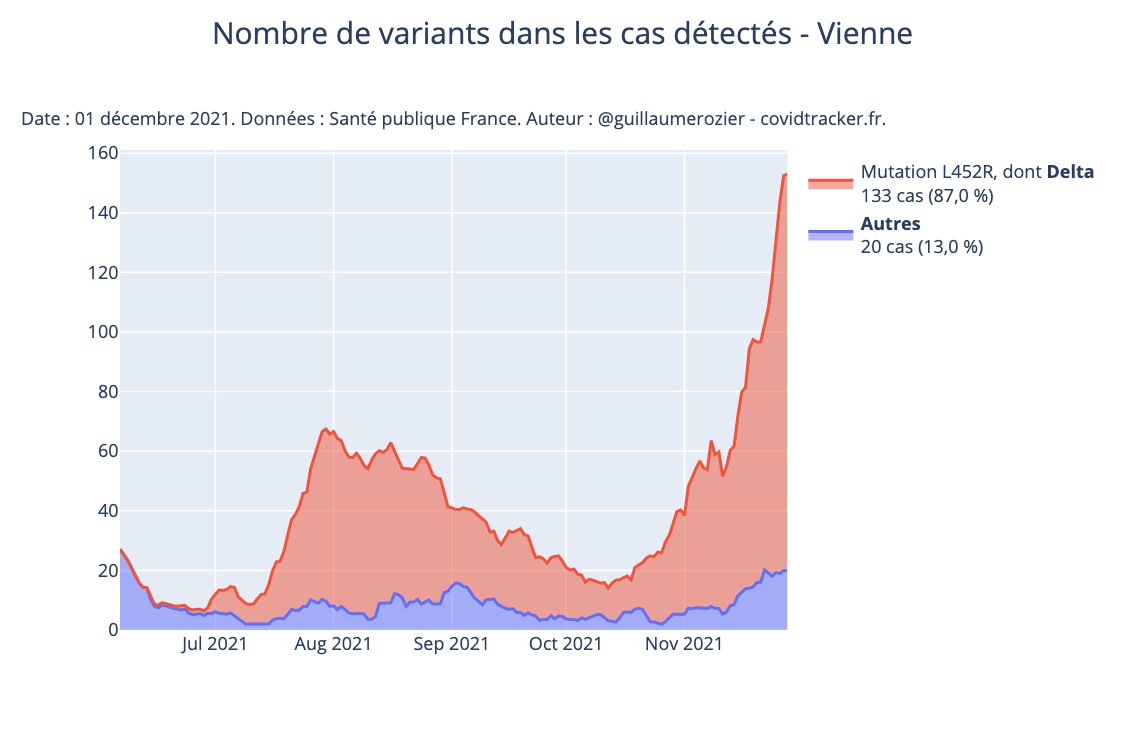 Nombre de variants dans les cas détectés - Vienne
Date : 01 décembre 2021. Données : Santé publique France. Auteur : @guillaumerozier - covidtracker.fr.
160
140
120
100
80
60
40
20
0
Jul 2021
Aug 2021
Sep 2021
Oct 2021
Nov 2021
Mutation L452R, dont Delta
133 cas (87,0 %)
Autres
20 cas (13,0 %)